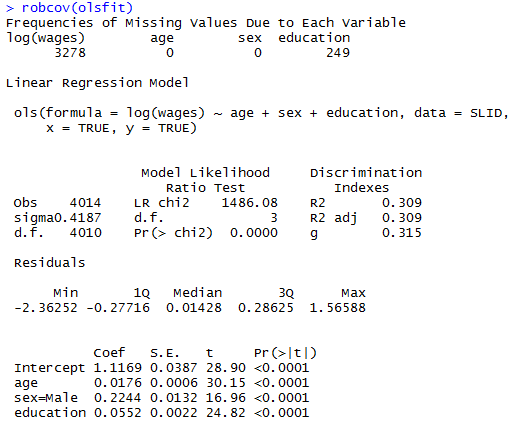 > robcov(olsfit)
Frequencies of Missing Values Due to Each Variable
log(wages)        age        sex  education
      3278          0          0        249

Linear Regression Model

 ols(formula = log(wages) ~ age + sex + education, data = SLID,
     x = TRUE, y = TRUE)

                 Model Likelihood     Discrimination
                    Ratio Test           Indexes
 Obs    4014    LR chi2    1486.08    R2       0.309
 sigma0.4187    d.f.             3    R2 adj   0.309
 d.f.   4010    Pr(> chi2)  0.0000    g        0.315

 Residuals

      Min       1Q   Median       3Q      Max
 -2.36252 -0.27716  0.01428  0.28625  1.56588

           Coef   S.E.   t     Pr(>|t|)
 Intercept 1.1169 0.0387 28.90 <0.0001
 age       0.0176 0.0006 30.15 <0.0001
 sex=Male  0.2244 0.0132 16.96 <0.0001
 education 0.0552 0.0022 24.82 <0.0001